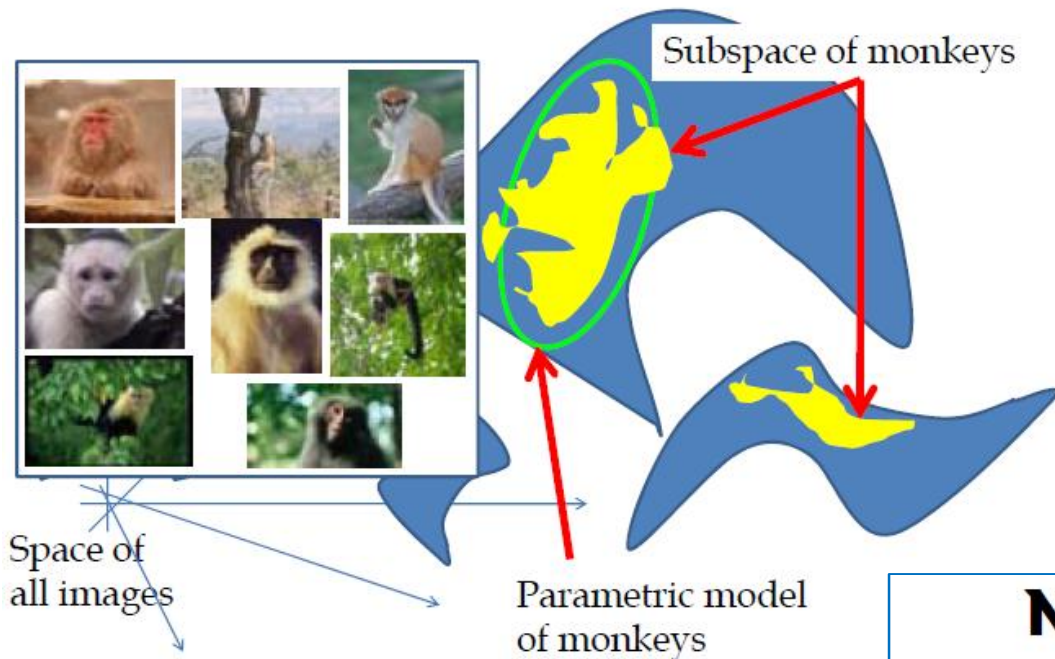 Subspace of monkeys
Space of
all images
Parametric model
of monkeys